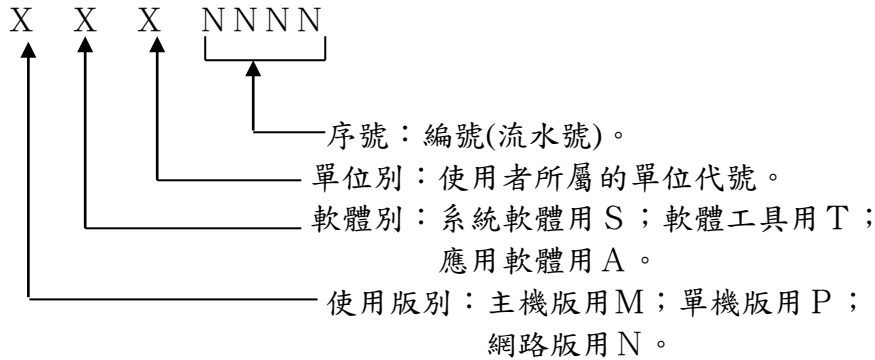 Ｘ Ｘ Ｘ ＮＮＮＮ
序號：編號(流水號)。
單位別：使用者所屬的單位代號。
軟體別：系統軟體用Ｓ；軟體工具用Ｔ；
應用軟體用Ａ。
使用版別：主機版用Ｍ；單機版用Ｐ；
網路版用Ｎ。